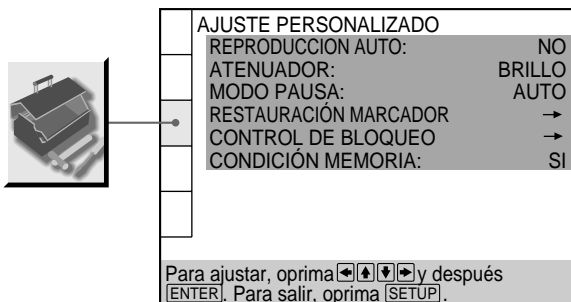 AJUSTE PERSONALIZADO
REPRODUCCION AUTO: NO
ATENUADOR: BRILLO
MODO PAUSA: AUTO
RESTAURACIÓN MARCADOR →
CONTROL DE BLOQUEO →
CONDICIÓN MEMORIA: SI
Para ajustar, oprima ←↑↓→ y después
ENTER. Para salir, oprima SETUP.